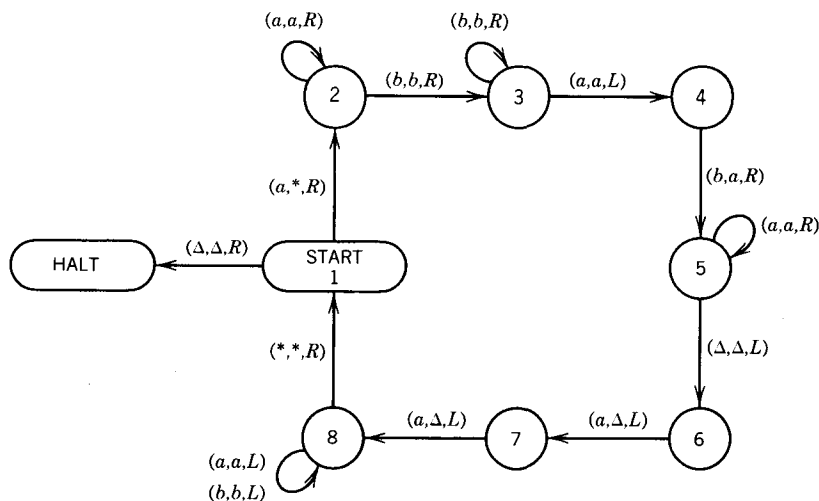 (a,a,R)
(b,b,R)
2
(b,b,R)
3
(a,a,L)
4
(a,*,R)
(b,a,R)
(a,a,R)
HALT
(Δ,Δ,R)
START
1
5
(*,*,R)
(Δ,Δ,L)
8
(a,Δ,L)
7
(a,Δ,L)
6
(a,a,L)
(b,b,L)